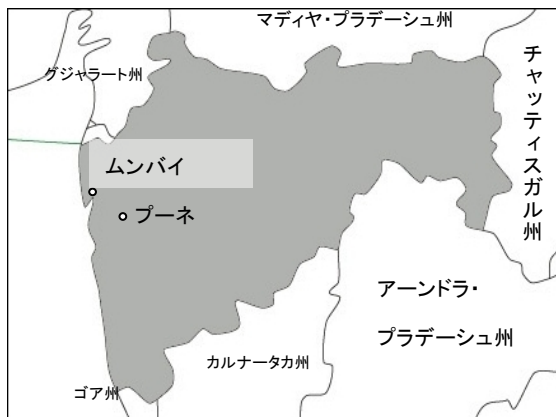 マディヤ・プラデーシュ州
グジャラート州
チャッティスガル州
ムンバイ
プーネ
アーンドラ・
プラデーシュ州
カルナータカ州
ゴア州